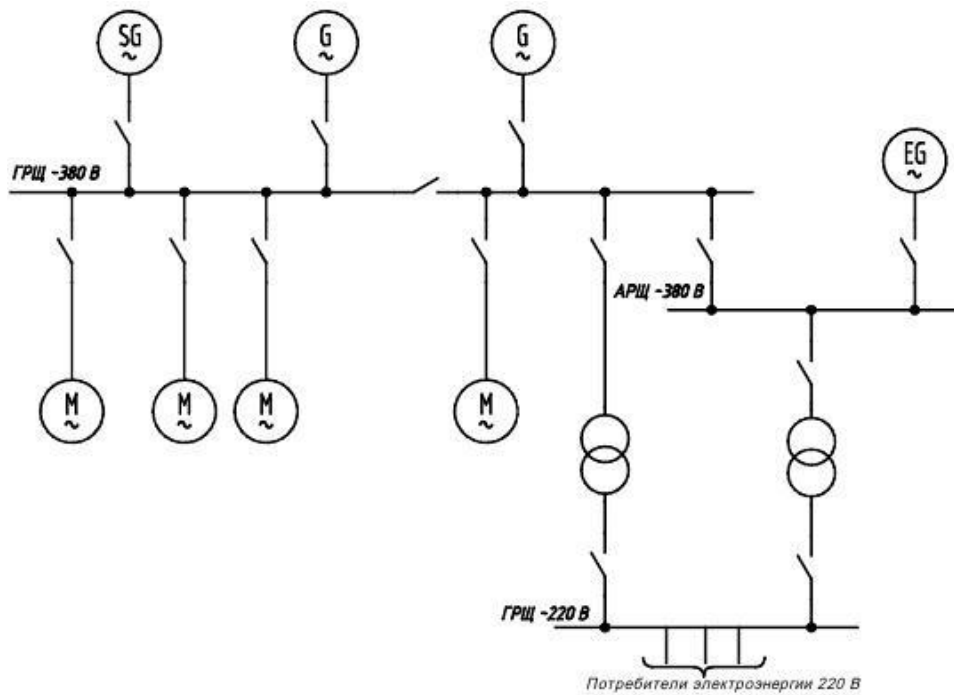 SG
~
G
~
G
~
EG
~
ГРЩ ~380 В
АРЩ ~380 В
M
~
M
~
M
~
M
~
ГРЩ ~220 В
Потребители электроэнергии 220 В